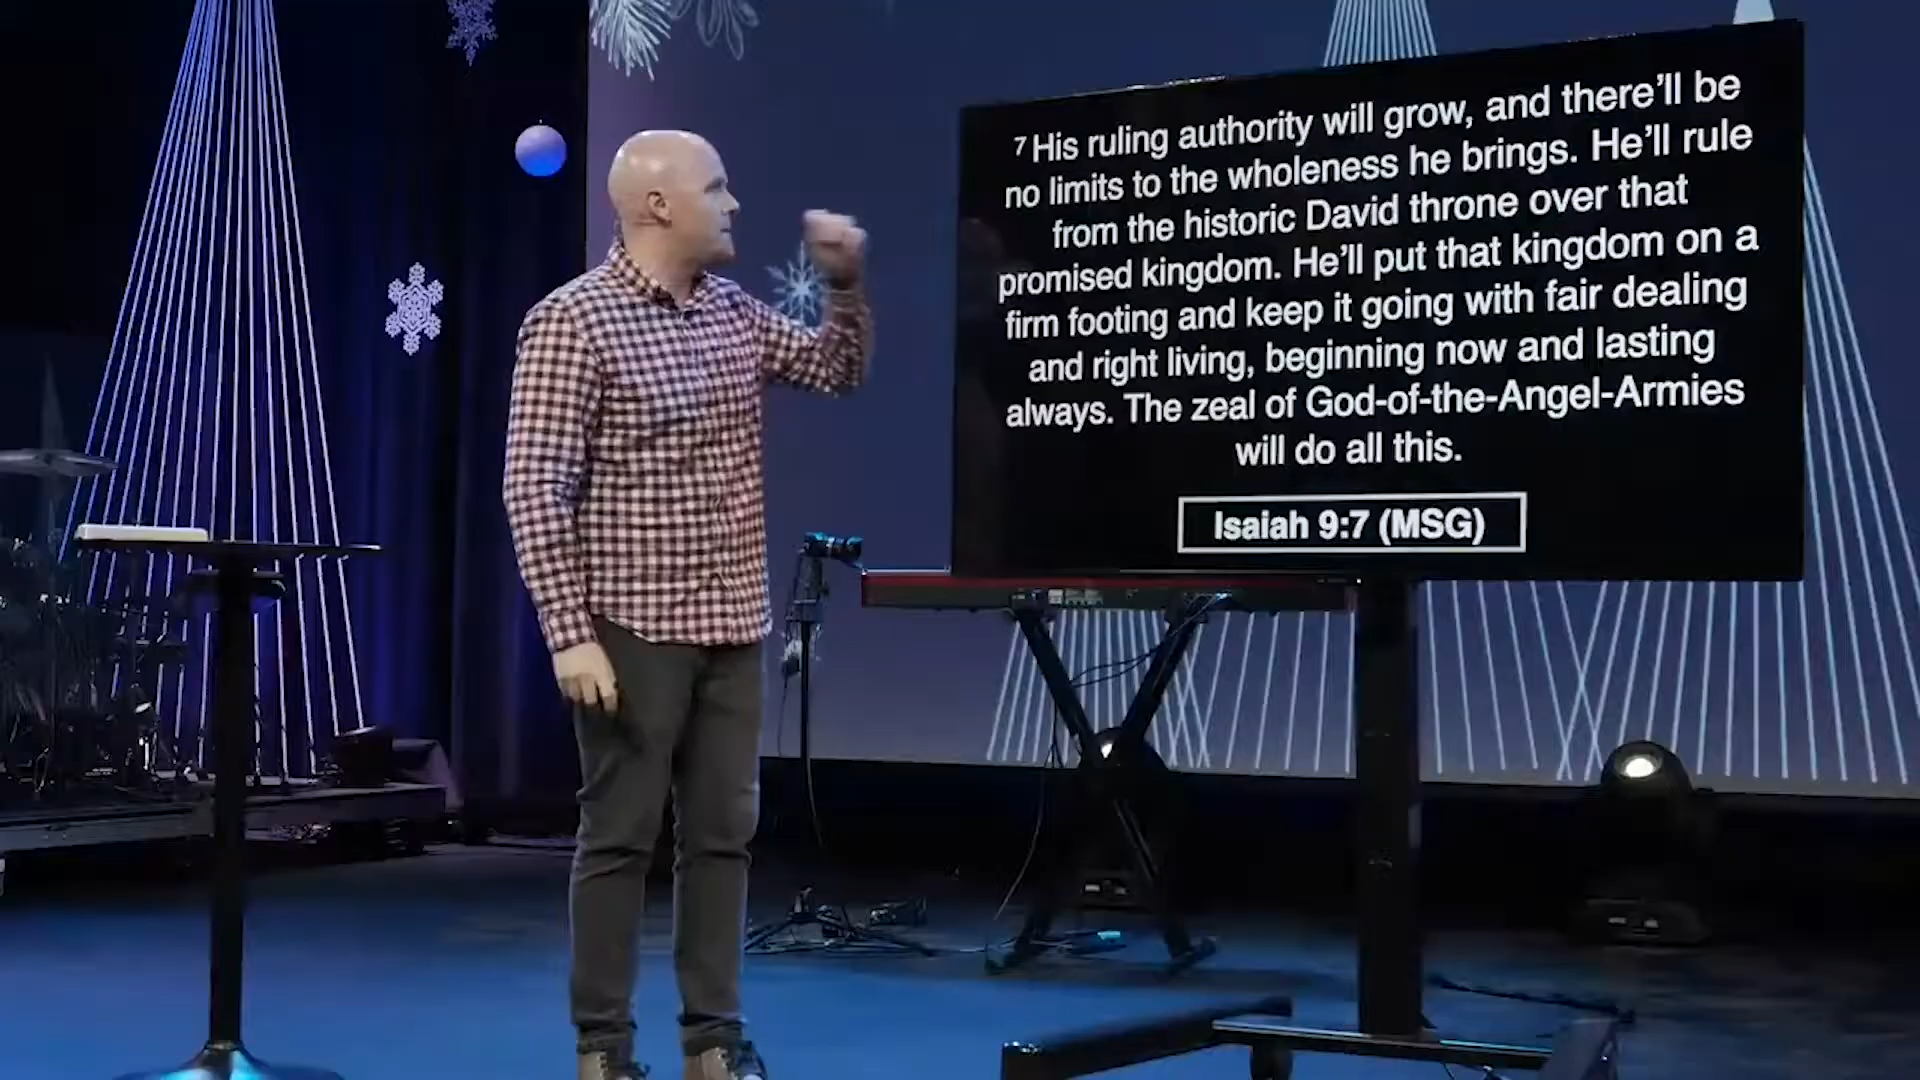 7 His ruling authority will grow, and there'll be
no limits to the wholeness he brings. He'll rule
from the historic David throne over that
promised kingdom. He'll put that kingdom on a
firm footing and keep it going with fair dealing
and right living, beginning now and lasting
always. The zeal of God-of-the-Angel-Armies
will do all this.
Isaiah 9:7 (MSG)